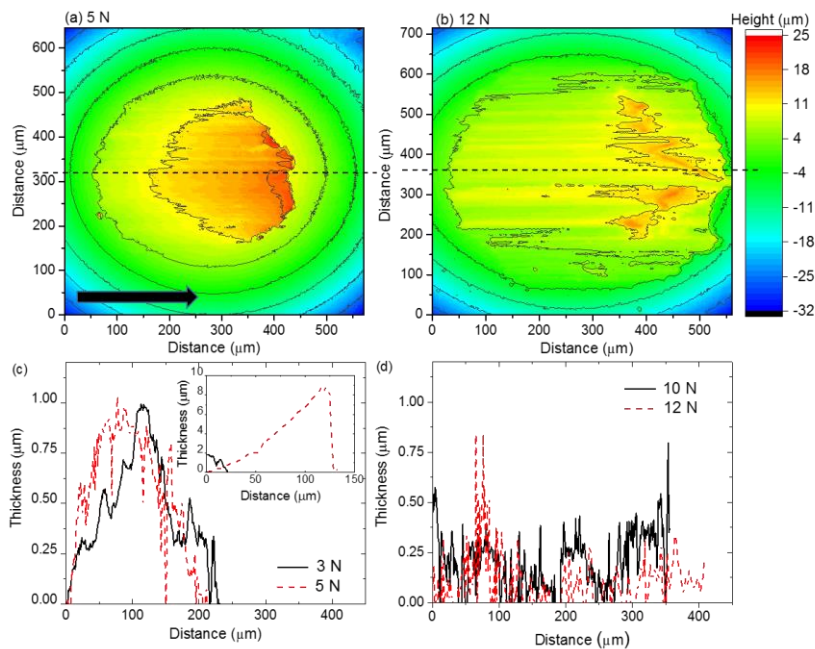 (a) 5 N
(b) 12 N
Height (µm)
600
500
400
300
200
100
0
Distance (µm)
0 100 200 300 400 500
Distance (µm)
700
600
500
400
300
200
100
0
Distance (µm)
0 100 200 300 400 500
Distance (µm)
25
18
11
4
-4
-11
-18
-25
-32
(c)
1.00
0.75
0.50
0.25
0.00
Thickness (µm)
0 100 200 300 400
Distance (µm)
3 N
5 N
10
8
6
4
2
0
Thickness (µm)
0 50 100 150
Distance (µm)
(d)
10 N
12 N
1.00
0.75
0.50
0.25
0.00
Thickness (µm)
0 100 200 300 400
Distance (µm)